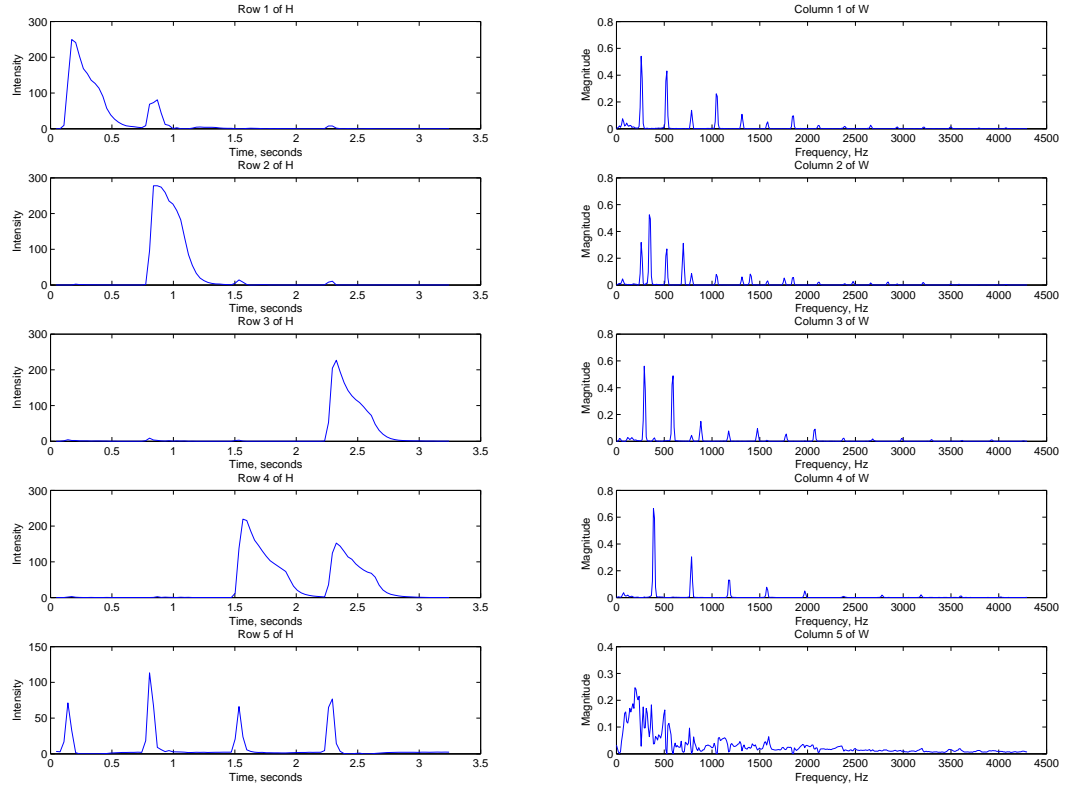 Row 1 of H
300
200
100
0
0 0.5 1 1.5 2 2.5 3 3.5
Intensity
Time, seconds
Column 1 of W
0.8
0.6
0.4
0.2
0
0 500 1000 1500 2000 2500 3000 3500 4000 4500
Magnitude
Frequency, Hz
Row 2 of H
300
200
100
0
0 0.5 1 1.5 2 2.5 3 3.5
Intensity
Time, seconds
Column 2 of W
0.8
0.6
0.4
0.2
0
0 500 1000 1500 2000 2500 3000 3500 4000 4500
Magnitude
Frequency, Hz
Row 3 of H
300
200
100
0
0 0.5 1 1.5 2 2.5 3 3.5
Intensity
Time, seconds
Column 3 of W
0.8
0.6
0.4
0.2
0
0 500 1000 1500 2000 2500 3000 3500 4000 4500
Magnitude
Frequency, Hz
Row 4 of H
300
200
100
0
0 0.5 1 1.5 2 2.5 3 3.5
Intensity
Time, seconds
Column 4 of W
0.8
0.6
0.4
0.2
0
0 500 1000 1500 2000 2500 3000 3500 4000 4500
Magnitude
Frequency, Hz
Row 5 of H
150
100
50
0
0 0.5 1 1.5 2 2.5 3 3.5
Intensity
Time, seconds
Column 5 of W
0.4
0.3
0.2
0.1
0
0 500 1000 1500 2000 2500 3000 3500 4000 4500
Magnitude
Frequency, Hz